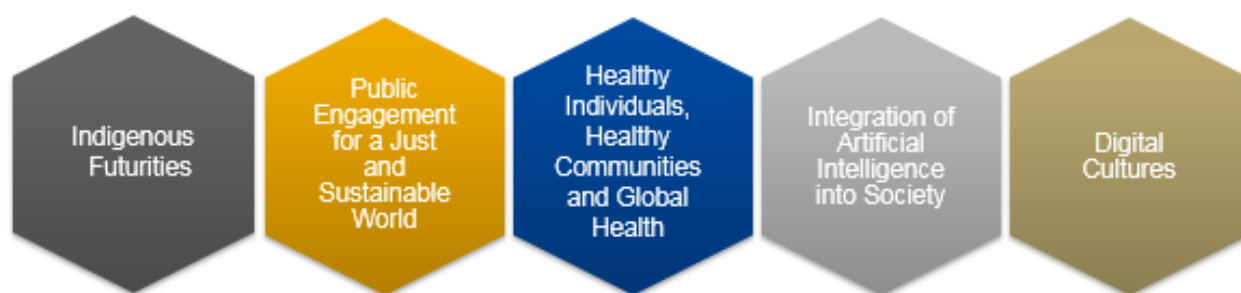 Indigenous
Futurities
Public
Engagement
for a Just
and
Sustainable
World
Healthy
Individuals,
Healthy
Communities
and Global
Health
Integration of
Artificial
Intelligence
into Society
Digital
Cultures